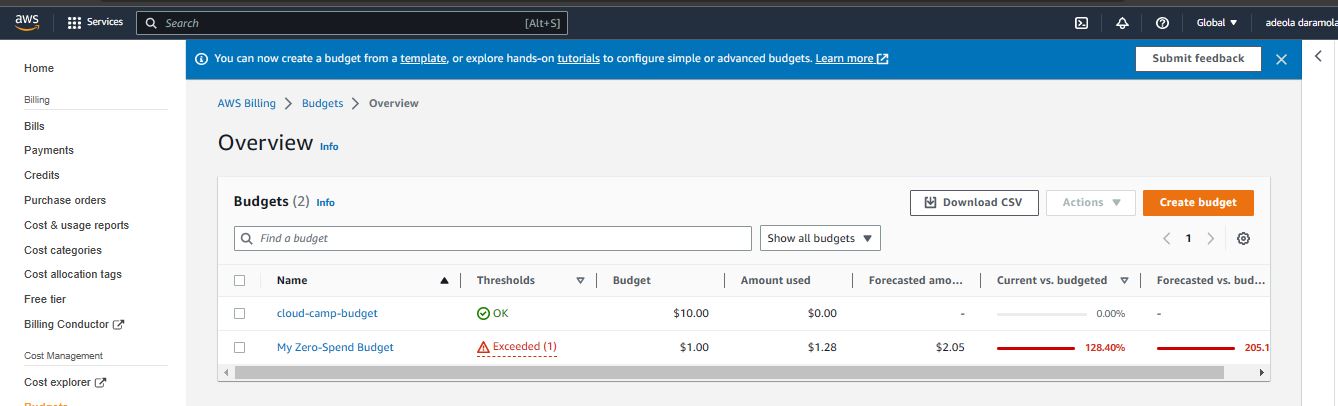 aws
Services
Search [Alt+S]
Global
adeola daramola
Home
Billing
Bills
Payments
Credits
Purchase orders
Cost & usage reports
Cost categories
Cost allocation tags
Free tier
Billing Conductor
Cost Management
Cost explorer
Budgets
You can now create a budget from a template, or explore hands-on tutorials to configure simple or advanced budgets. Learn more
Submit feedback
AWS Billing > Budgets > Overview
Overview Info
Budgets (2) Info
Download CSV
Actions
Create budget
Find a budget
Show all budgets
1
Name Thresholds Budget Amount used Forecasted amo... Current vs. budgeted Forecasted vs. bud...
cloud-camp-budget OK $10.00 $0.00 - 0.00% -
My Zero-Spend Budget Exceeded (1) $1.00 $1.28 $2.05 128.40% 205.1